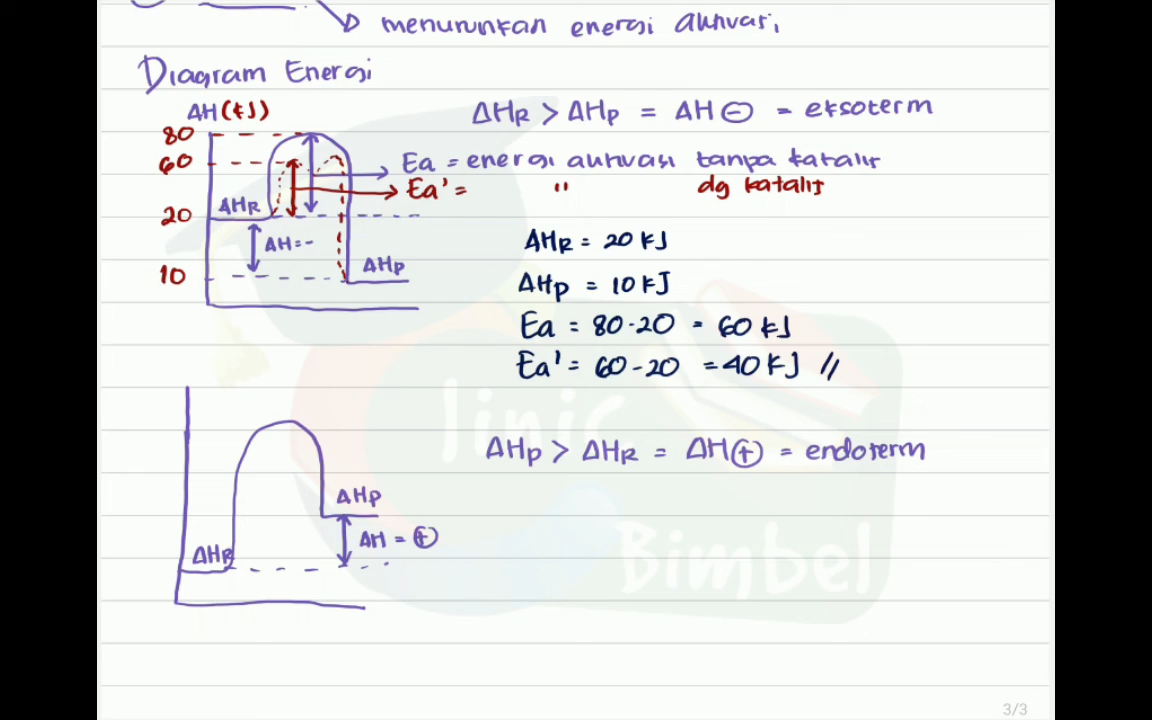 menurunkan energi aktivasi
Diagram Energi
ΔH (kJ)
ΔHR > ΔHp = ΔH ⊖ = eksoterm
80
60
Ea = energi aktivasi tanpa katalis
Ea' = " dg katalis
ΔHR
20
ΔH = -
ΔHp
10
ΔHR = 20 kJ
ΔHp = 10 kJ
Ea = 80 - 20 = 60 kJ
Ea' = 60 - 20 = 40 kJ //
ΔHp > ΔHR = ΔH ⊕ = endoterm
ΔHp
ΔH = ⊕
ΔHR
Clinic
Bimbel
3/3